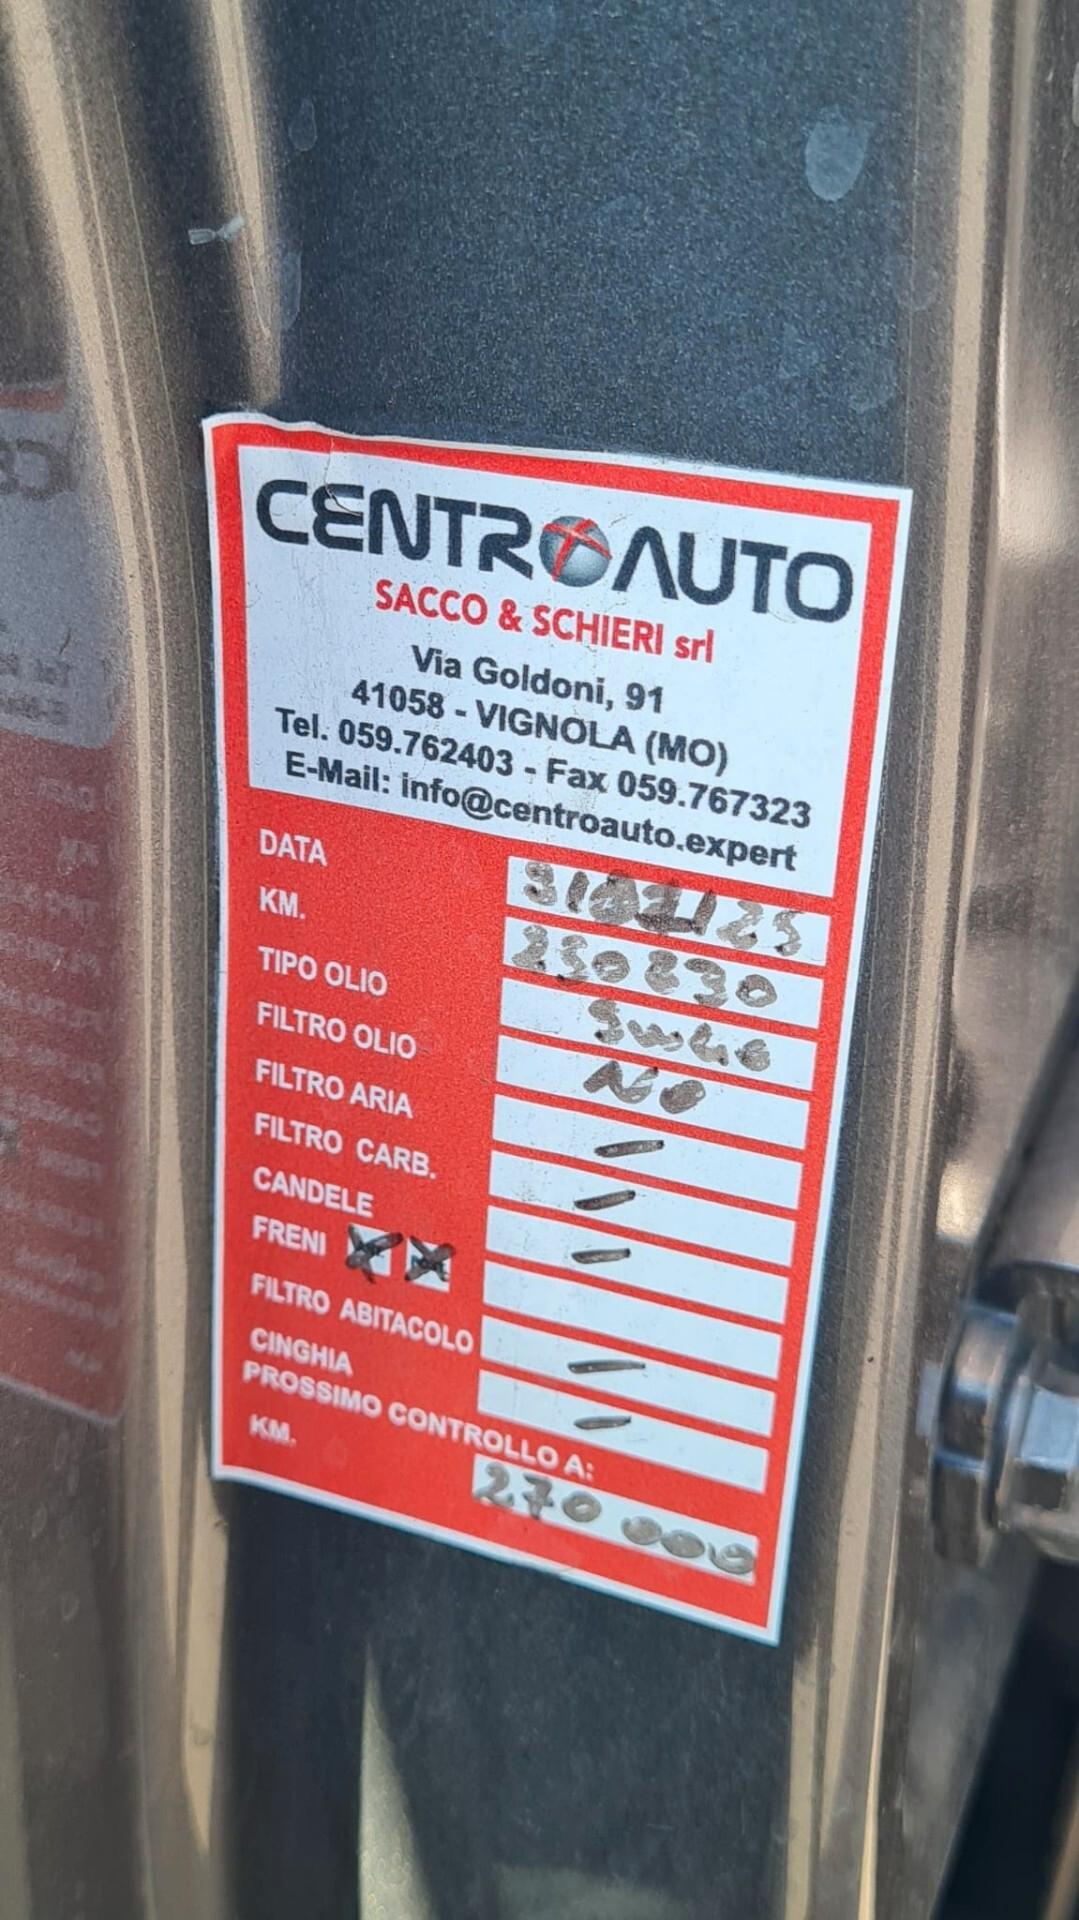 CENTROAUTO
SACCO & SCHIERI srl
Via Goldoni, 91
41058 - VIGNOLA (MO)
Tel. 059.762403 - Fax 059.767323
E-Mail: info@centroauto.expert
DATA
KM. 230830
TIPO OLIO 5W40
FILTRO OLIO NO
FILTRO ARIA —
FILTRO CARB. —
CANDELE —
FRENI
FILTRO ABITACOLO —
CINGHIA —
PROSSIMO CONTROLLO A:
KM. 270 000